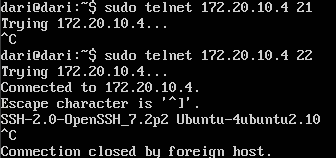 dari@dari:~$ sudo telnet 172.20.10.4 21
Trying 172.20.10.4...
^C
dari@dari:~$ sudo telnet 172.20.10.4 22
Trying 172.20.10.4...
Connected to 172.20.10.4.
Escape character is '^]'.
SSH-2.0-OpenSSH_7.2p2 Ubuntu-4ubuntu2.10
^C
Connection closed by foreign host.